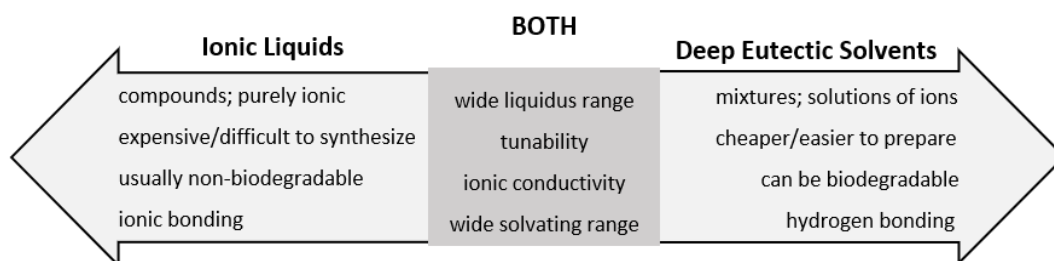 BOTH
Ionic Liquids
Deep Eutectic Solvents
compounds; purely ionic
expensive/difficult to synthesize
usually non-biodegradable
ionic bonding
wide liquidus range
tunability
ionic conductivity
wide solvating range
mixtures; solutions of ions
cheaper/easier to prepare
can be biodegradable
hydrogen bonding